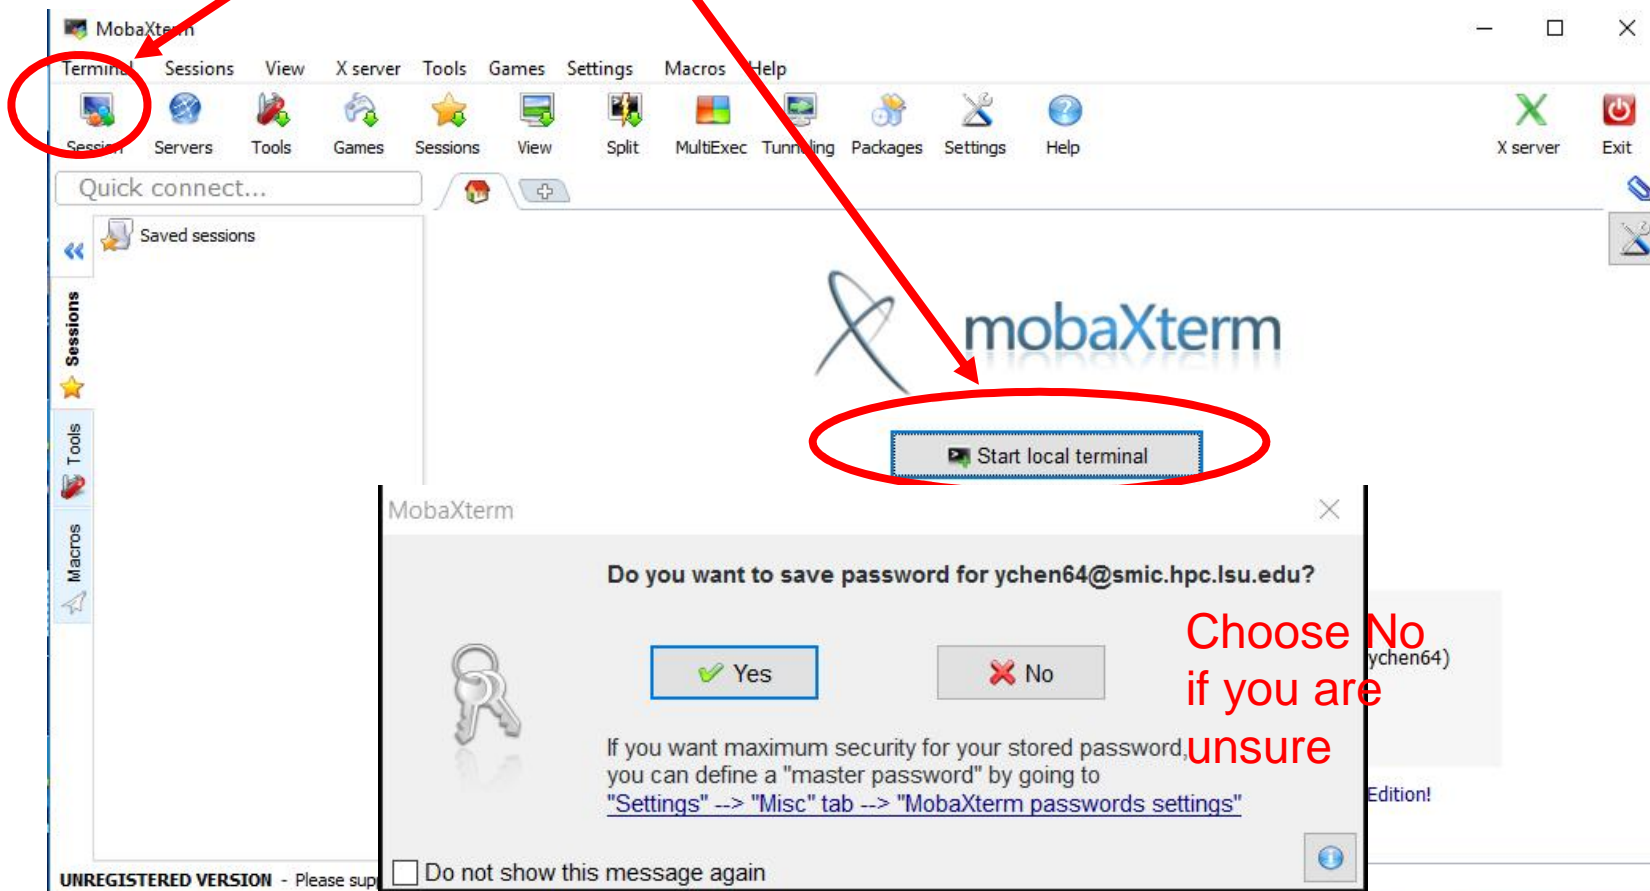 MobaXterm
Terminal Sessions View X server Tools Games Settings Macros Help
Session Servers Tools Games Sessions View Split MultiExec Tunneling Packages Settings Help X server Exit
Quick connect...
Saved sessions
Sessions
Tools
Macros
mobaXterm
Start local terminal
MobaXterm
Do you want to save password for ychen64@smic.hpc.lsu.edu?
Yes
No
Choose No
if you are
unsure
ychen64)
If you want maximum security for your stored password,
you can define a "master password" by going to
"Settings" --> "Misc" tab --> "MobaXterm passwords settings"
Edition!
Do not show this message again
UNREGISTERED VERSION - Please